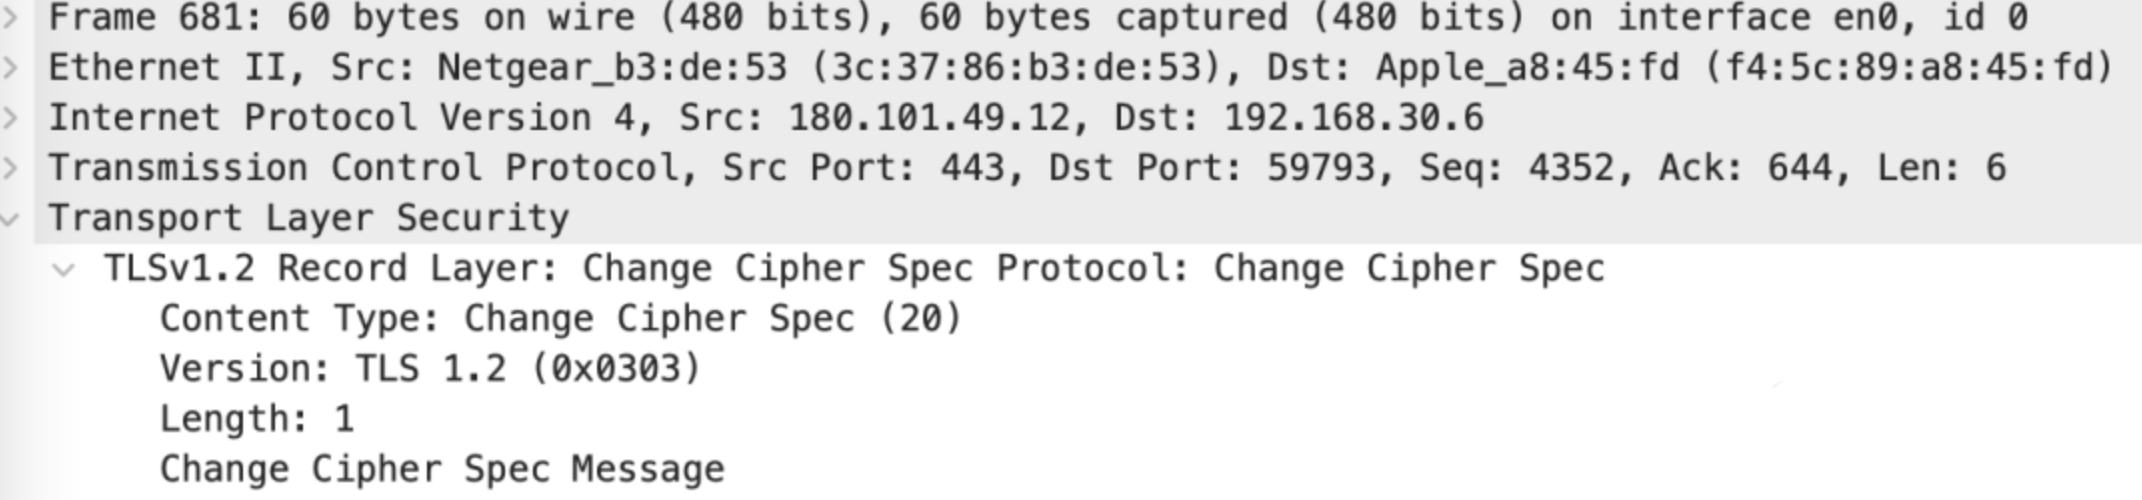 Frame 681: 60 bytes on wire (480 bits), 60 bytes captured (480 bits) on interface en0, id 0
Ethernet II, Src: Netgear_b3:de:53 (3c:37:86:b3:de:53), Dst: Apple_a8:45:fd (f4:5c:89:a8:45:fd)
Internet Protocol Version 4, Src: 180.101.49.12, Dst: 192.168.30.6
Transmission Control Protocol, Src Port: 443, Dst Port: 59793, Seq: 4352, Ack: 644, Len: 6
Transport Layer Security
TLSv1.2 Record Layer: Change Cipher Spec Protocol: Change Cipher Spec
Content Type: Change Cipher Spec (20)
Version: TLS 1.2 (0x0303)
Length: 1
Change Cipher Spec Message